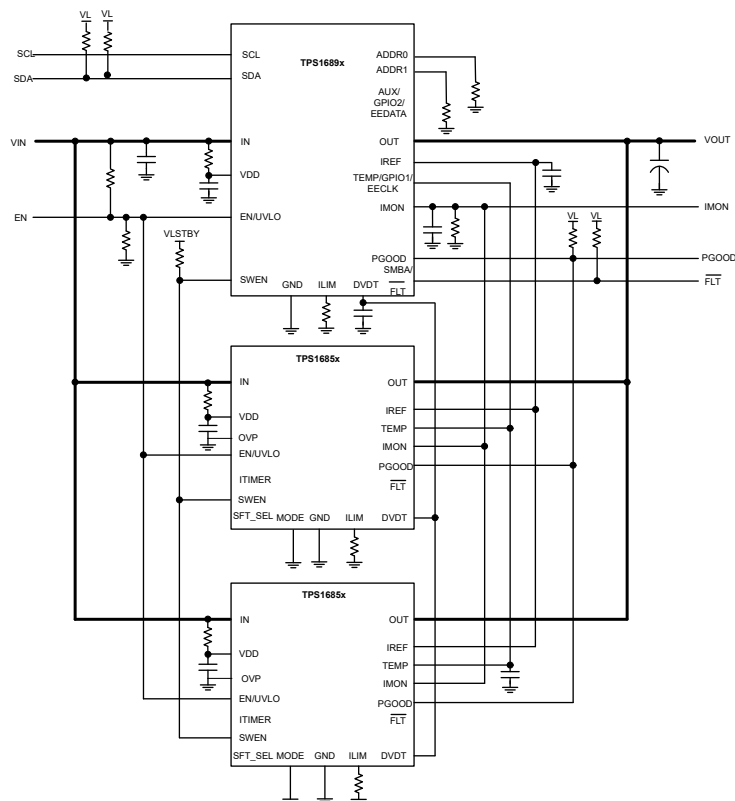 VL
VL
SCL
SDA
SCL
SDA
TPS1689x
ADDR0
ADDR1
AUX/
GPIO2/
EEDATA
VIN
IN
OUT
VOUT
VDD
IREF
TEMP/GPIO1/
EECLK
EN
EN/UVLO
IMON
IMON
VLSTBY
VL
VL
PGOOD
PGOOD
SMBA/
SWEN
GND
ILIM
DVDT
FLT
FLT
TPS1685x
IN
OUT
VDD
IREF
OVP
TEMP
EN/UVLO
IMON
PGOOD
ITIMER
FLT
SWEN
SFT_SEL
MODE
GND
ILIM
DVDT
TPS1685x
IN
OUT
VDD
IREF
OVP
TEMP
IMON
EN/UVLO
PGOOD
ITIMER
FLT
SWEN
SFT_SEL
MODE
GND
ILIM
DVDT